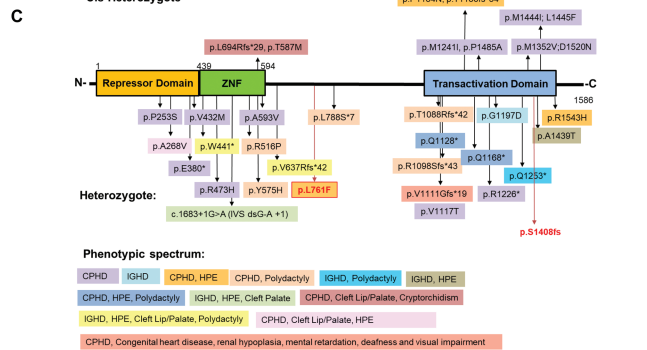 C
p.L694Rfs*29, p.T587M
p.M1444I; L1445F
p.M1241I, p.P1485A
p.M1352V;D1520N
1
439
594
N-
Repressor Domain
ZNF
Transactivation Domain
-C
1586
p.P253S
p.V432M
p.A593V
p.L788S*7
p.T1088Rfs*42
p.G1197D
p.R1543H
p.A268V
p.W441*
p.R516P
p.Q1128*
p.A1439T
p.E380*
p.V637Rfs*42
p.R1098Sfs*43
p.Q1168*
p.Q1253*
Heterozygote:
p.R473H
p.Y575H
p.L761F
p.V1111Gfs*19
p.R1226*
c.1683+1G>A (IVS dsG-A +1)
p.V1117T
p.S1408fs
Phenotypic spectrum:
CPHD
IGHD
CPHD, HPE
CPHD, Polydactyly
IGHD, Polydactyly
IGHD, HPE
CPHD, HPE, Polydactyly
IGHD, HPE, Cleft Palate
CPHD, Cleft Lip/Palate, Cryptorchidism
IGHD, HPE, Cleft Lip/Palate, Polydactyly
CPHD, Cleft Lip/Palate, HPE
CPHD, Congenital heart disease, renal hypoplasia, mental retardation, deafness and visual impairment